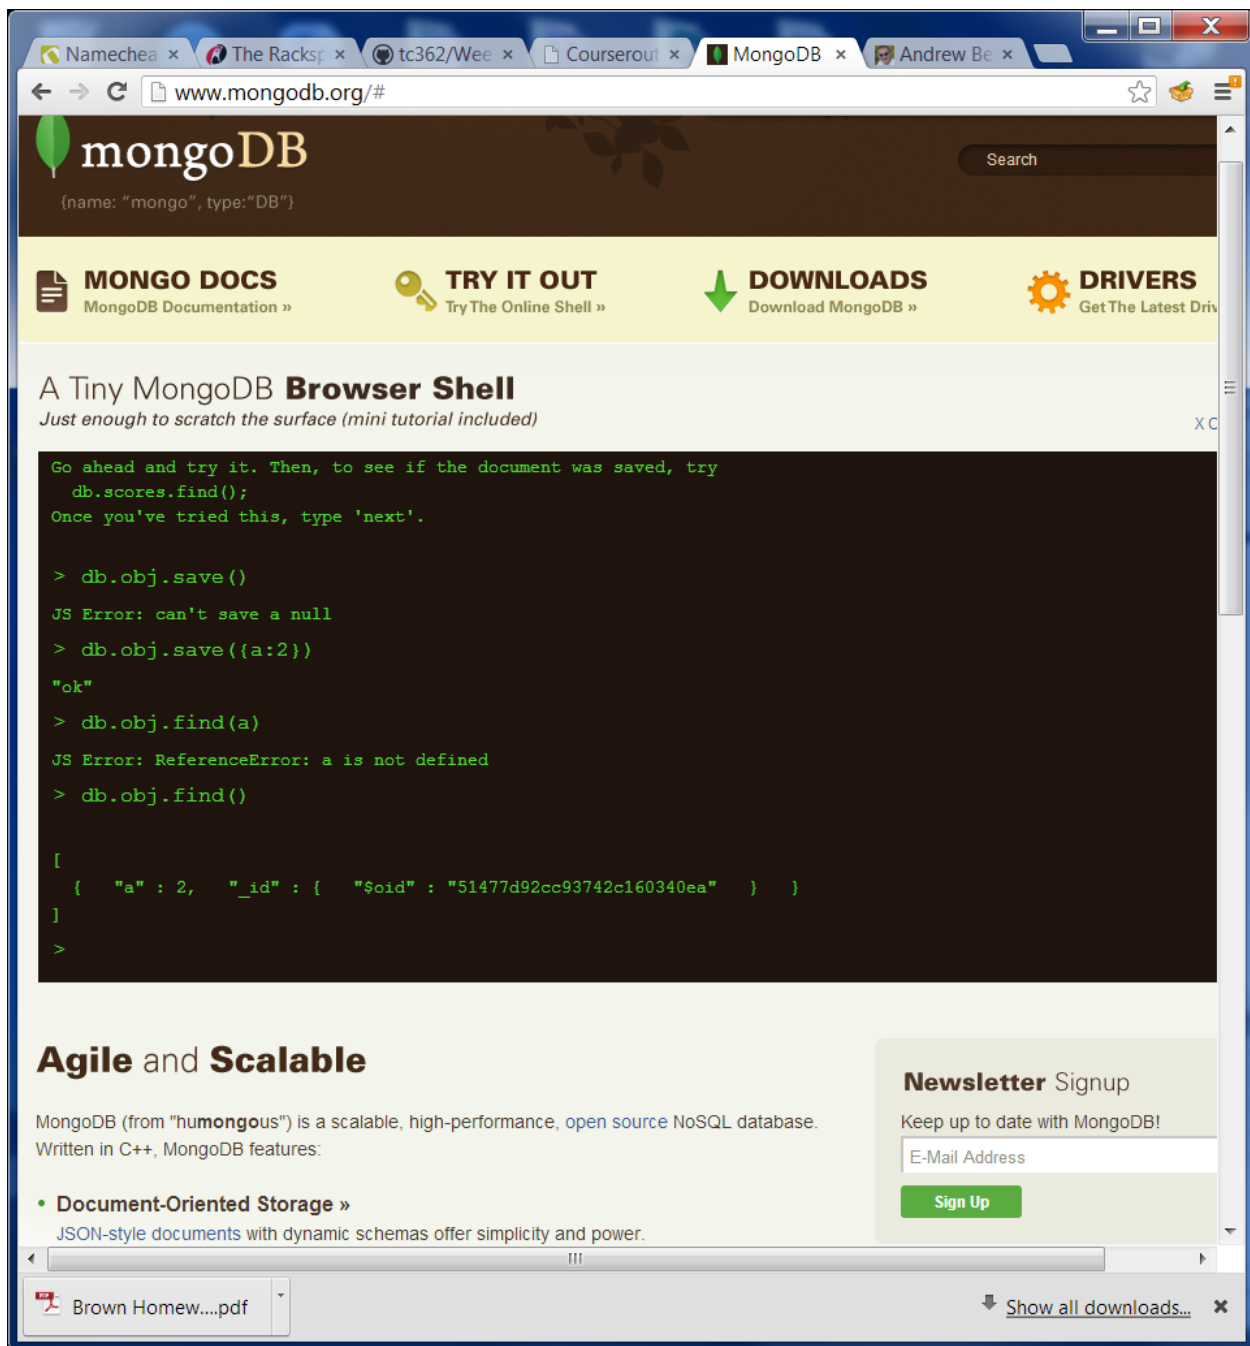 Namechea × The Racksp × tc362/Wee × Courserout × MongoDB × Andrew Be ×
www.mongodb.org/#
mongoDB
{name: “mongo”, type:“DB”}
Search
MONGO DOCS
MongoDB Documentation »
TRY IT OUT
Try The Online Shell »
DOWNLOADS
Download MongoDB »
DRIVERS
Get The Latest Driv
A Tiny MongoDB Browser Shell
Just enough to scratch the surface (mini tutorial included)
X C
Go ahead and try it. Then, to see if the document was saved, try
db.scores.find();
Once you've tried this, type 'next'.
> db.obj.save()
JS Error: can't save a null
> db.obj.save({a:2})
"ok"
> db.obj.find(a)
JS Error: ReferenceError: a is not defined
> db.obj.find()
[
{ "a" : 2, "_id" : { "$oid" : "51477d92cc93742c160340ea" } }
]
>
Agile and Scalable
MongoDB (from "humongous") is a scalable, high-performance, open source NoSQL database.
Written in C++, MongoDB features:
• Document-Oriented Storage »
JSON-style documents with dynamic schemas offer simplicity and power.
Newsletter Signup
Keep up to date with MongoDB!
E-Mail Address
Sign Up
Brown Homew....pdf
Show all downloads...